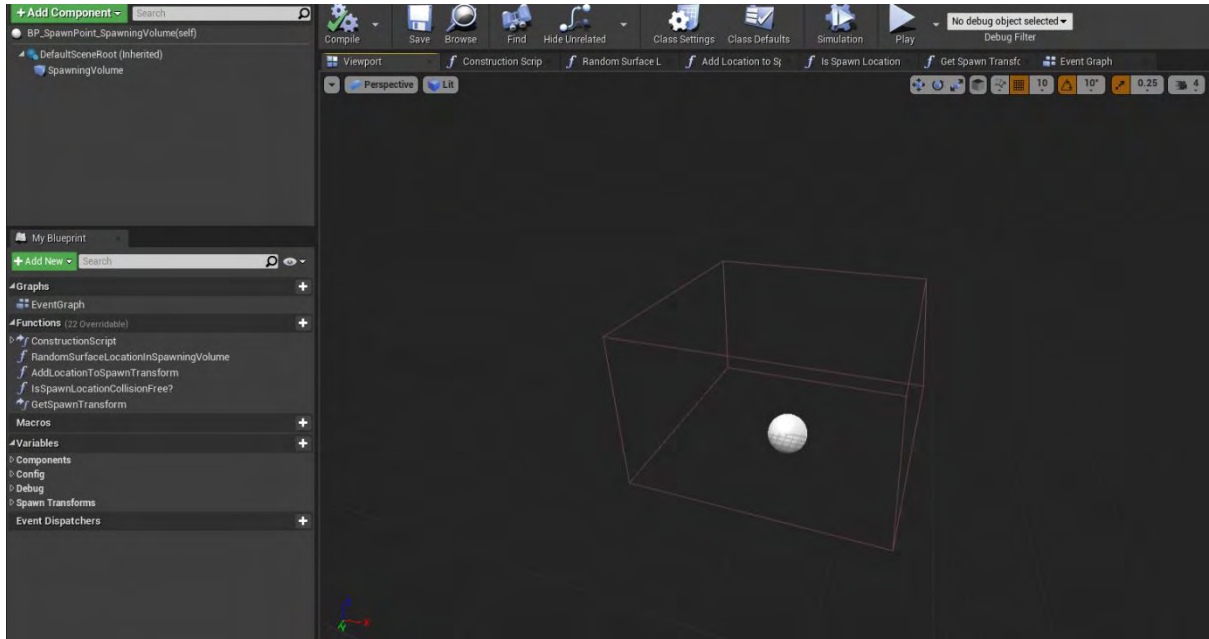 + Add Component
Search
BP_SpawnPoint_SpawningVolume(self)
DefaultSceneRoot (Inherited)
SpawningVolume
My Blueprint
+ Add New
Search
Graphs
EventGraph
Functions (22 Overridable)
ConstructionScript
RandomSurfaceLocationInSpawningVolume
AddLocationToSpawnTransform
IsSpawnLocationCollisionFree?
GetSpawnTransform
Macros
Variables
Components
Config
Debug
Spawn Transforms
Event Dispatchers
Compile Save Browse Find Hide Unrelated Class Settings Class Defaults Simulation Play
No debug object selected
Debug Filter
Viewport Construction Scrip Random Surface L Add Location to Sp Is Spawn Location Get Spawn Transfc Event Graph
Perspective Lit 10 10° 0.25 4
Z
X
Y